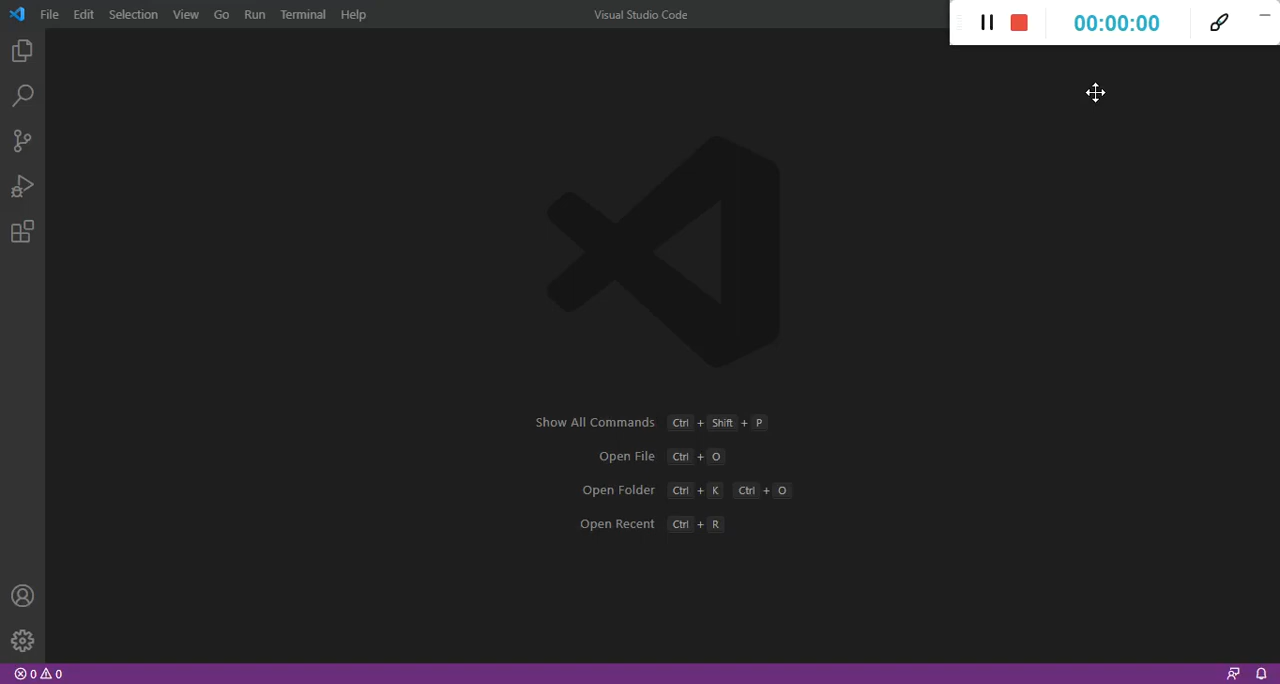 File Edit Selection View Go Run Terminal Help
Visual Studio Code
00:00:00
Show All Commands Ctrl + Shift + P
Open File Ctrl + O
Open Folder Ctrl + K Ctrl + O
Open Recent Ctrl + R
0 0